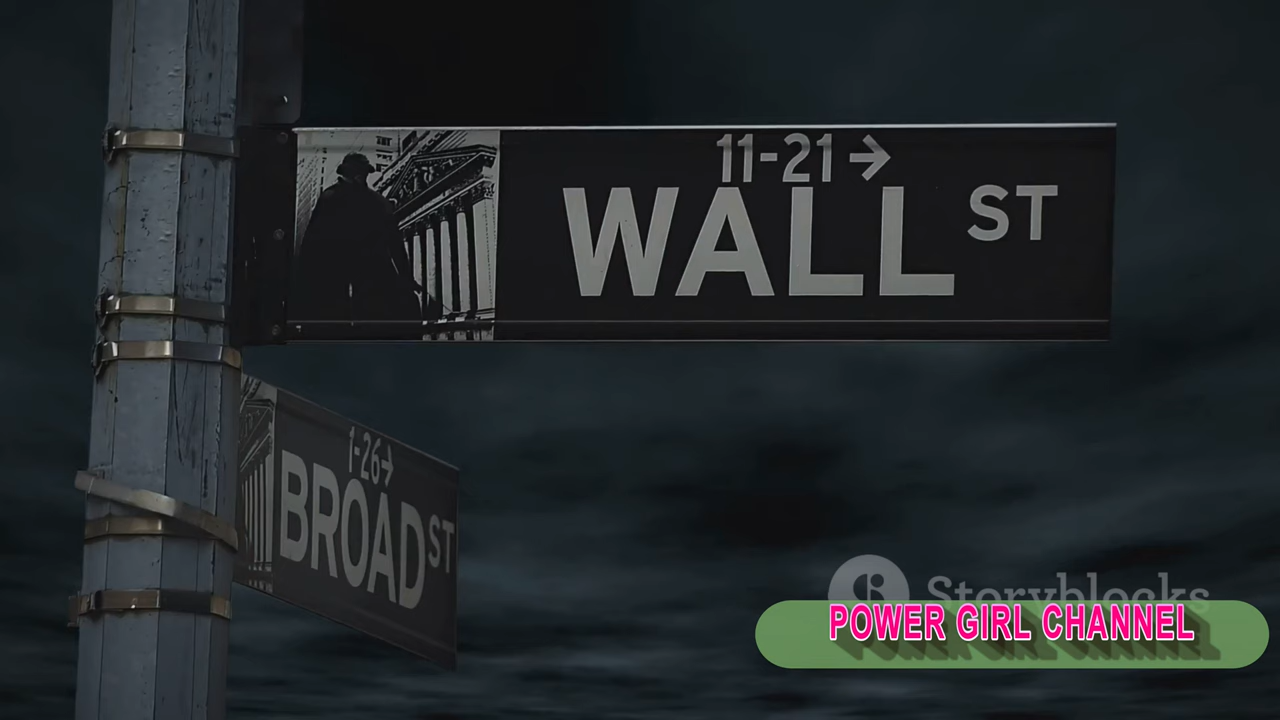 11-21 →
WALL ST
1-26 →
BROAD ST
Storyblocks
POWER GIRL CHANNEL